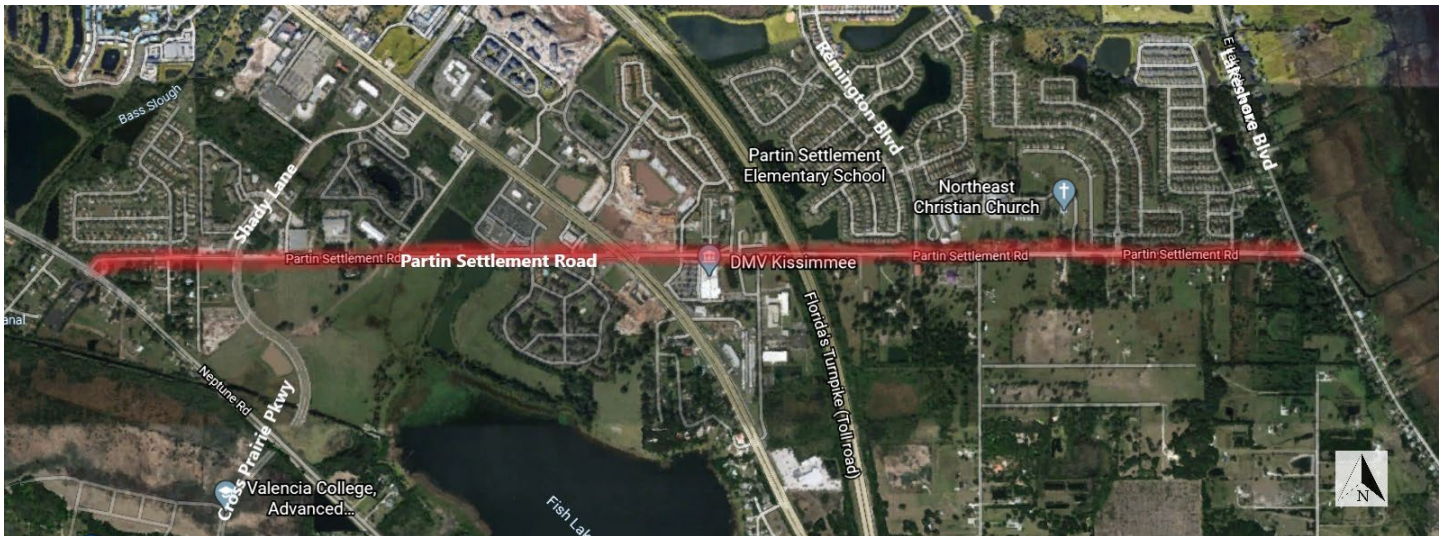 Bass Slough
Remington Blvd
Lakeshore Blvd
Shady Lane
Partin Settlement
Elementary School
Northeast
Christian Church
Partin Settlement Rd
Partin Settlement Road
DMV Kissimmee
Partin Settlement Rd
Partin Settlement Rd
anal
Neptune Rd
Florida's Turnpike (Toll road)
Cross Prairie Pkwy
Valencia College,
Advanced...
Fish Lak
N